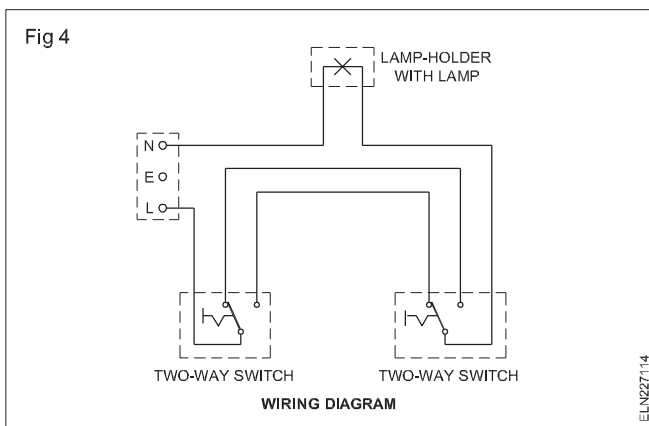 Fig 4
LAMP-HOLDER
WITH LAMP
N
E
L
TWO-WAY SWITCH
TWO-WAY SWITCH
WIRING DIAGRAM
ELN227114